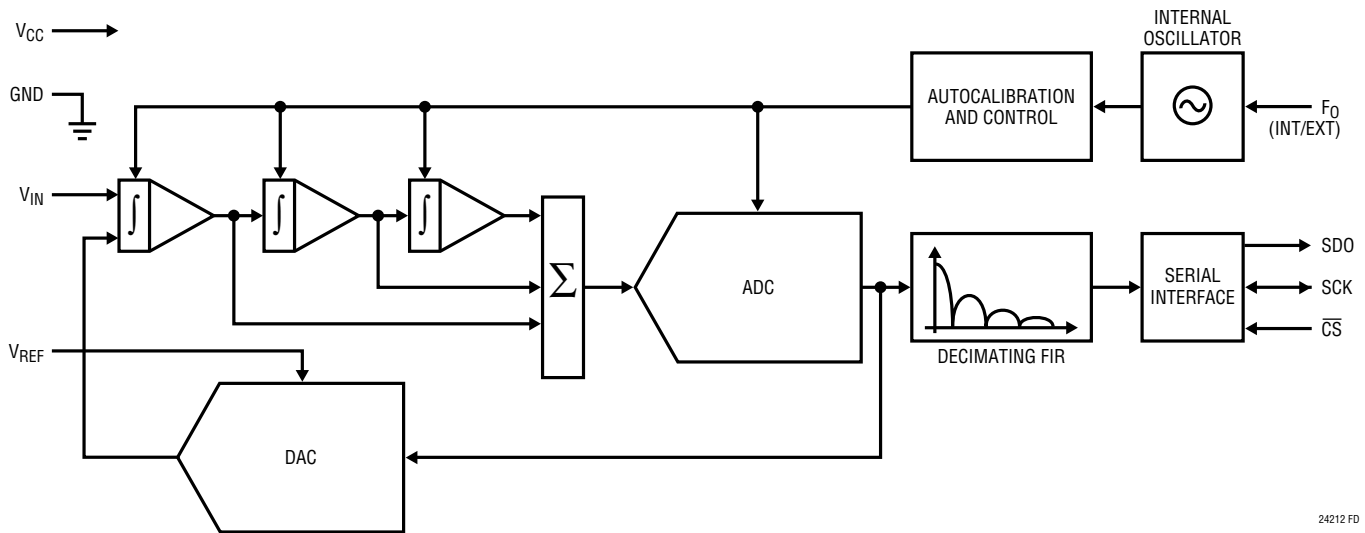 INTERNAL
OSCILLATOR
VCC
GND
AUTOCALIBRATION
AND CONTROL
FO
(INT/EXT)
VIN
∫
∫
∫
∑
ADC
DECIMATING FIR
SERIAL
INTERFACE
SDO
SCK
C̅S̅
VREF
DAC
24212 FD